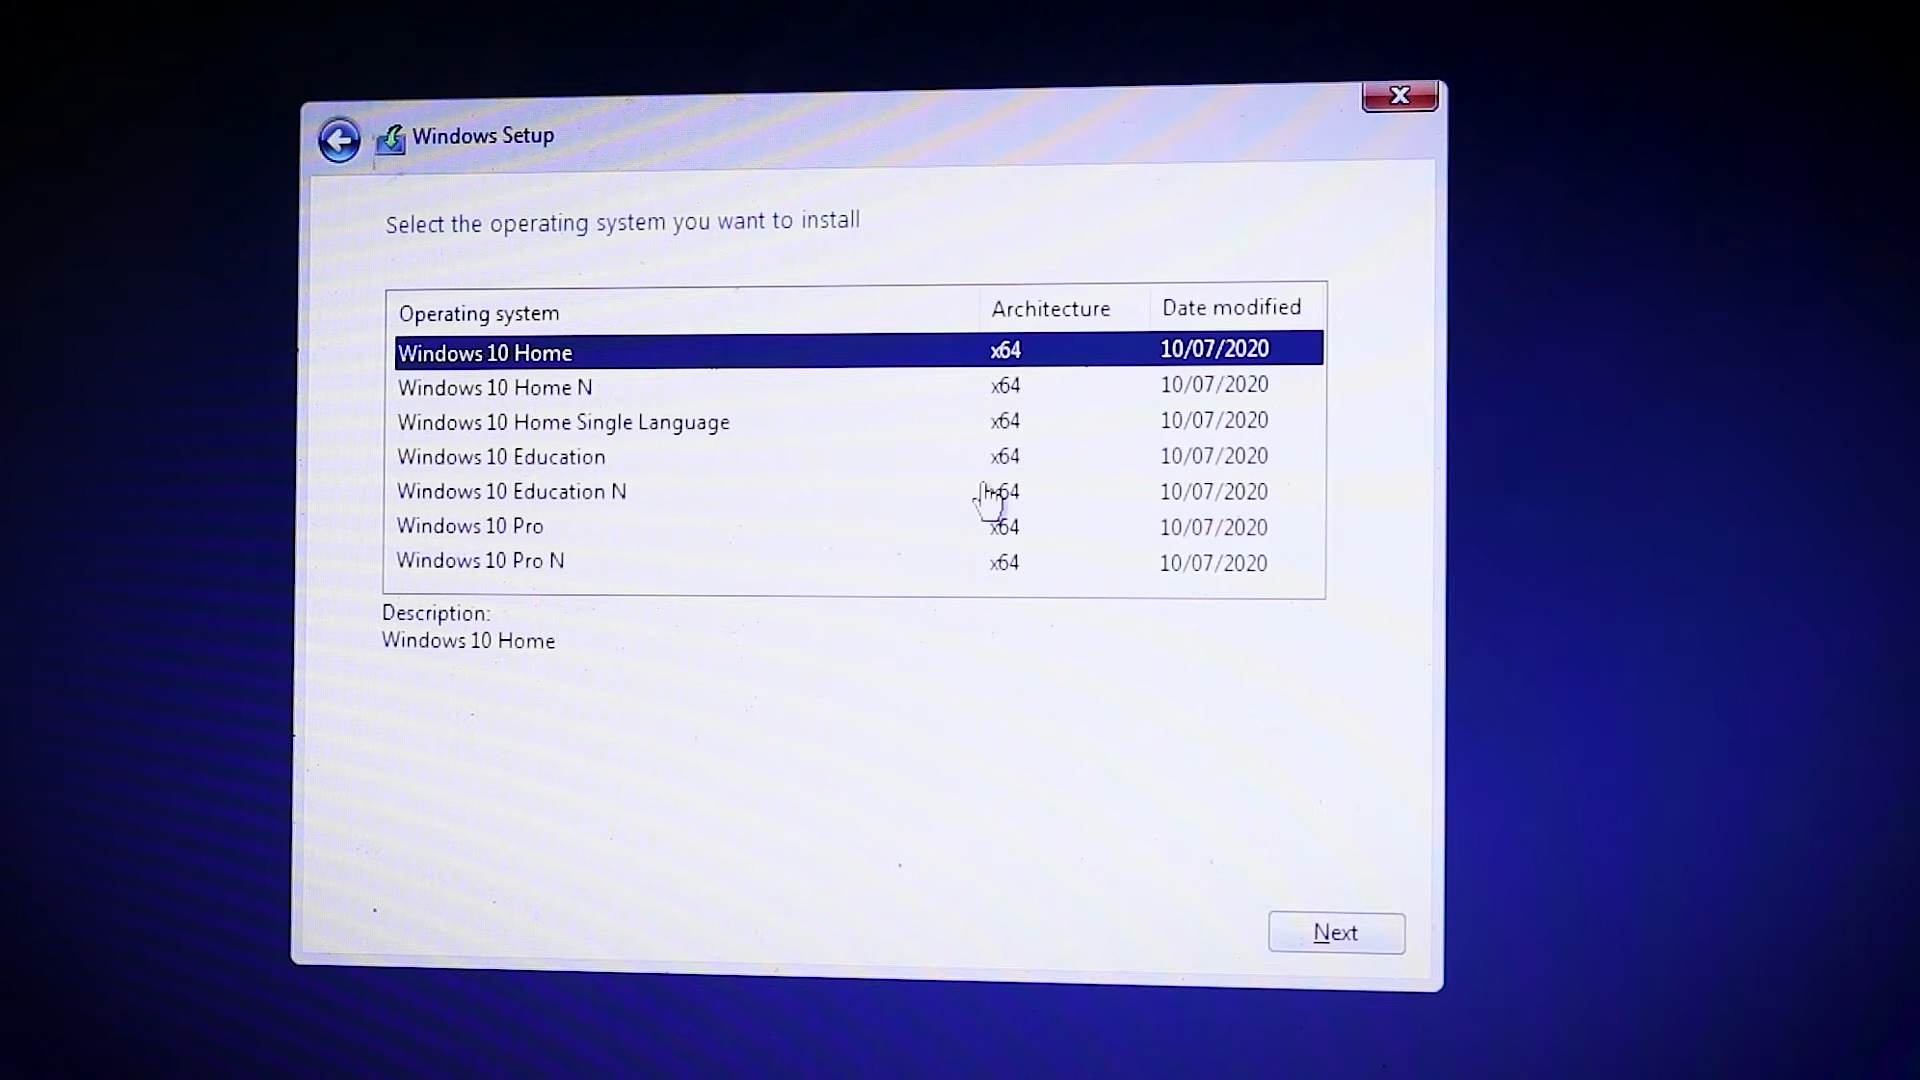 Windows Setup
Select the operating system you want to install
Operating system Architecture Date modified
Windows 10 Home x64 10/07/2020
Windows 10 Home N x64 10/07/2020
Windows 10 Home Single Language x64 10/07/2020
Windows 10 Education x64 10/07/2020
Windows 10 Education N x64 10/07/2020
Windows 10 Pro x64 10/07/2020
Windows 10 Pro N x64 10/07/2020
Description:
Windows 10 Home
Next